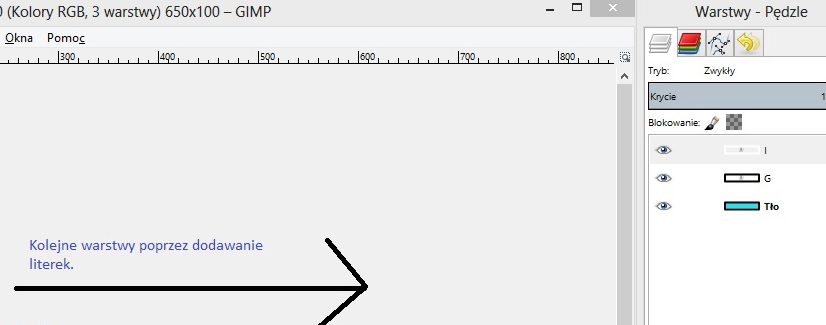 0 (Kolory RGB, 3 warstwy) 650x100 – GIMP
Warstwy - Pędzle
Okna Pomoc
300 400 500 600 700 800
Tryb: Zwykły
Krycie 1
Blokowanie:
I
G
Tło
Kolejne warstwy poprzez dodawanie
literek.